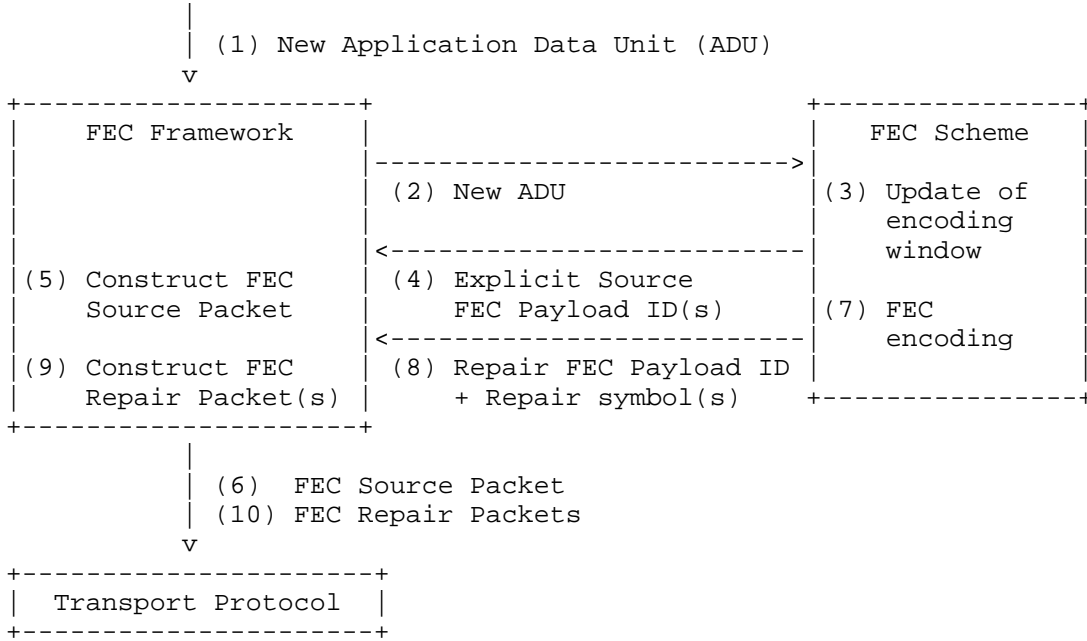 (1) New Application Data Unit (ADU)
FEC Framework
FEC Scheme
(2) New ADU
(3) Update of
encoding
window
(5) Construct FEC
Source Packet
(4) Explicit Source
FEC Payload ID(s)
(7) FEC
encoding
(9) Construct FEC
Repair Packet(s)
(8) Repair FEC Payload ID
+ Repair symbol(s)
(6) FEC Source Packet
(10) FEC Repair Packets
Transport Protocol